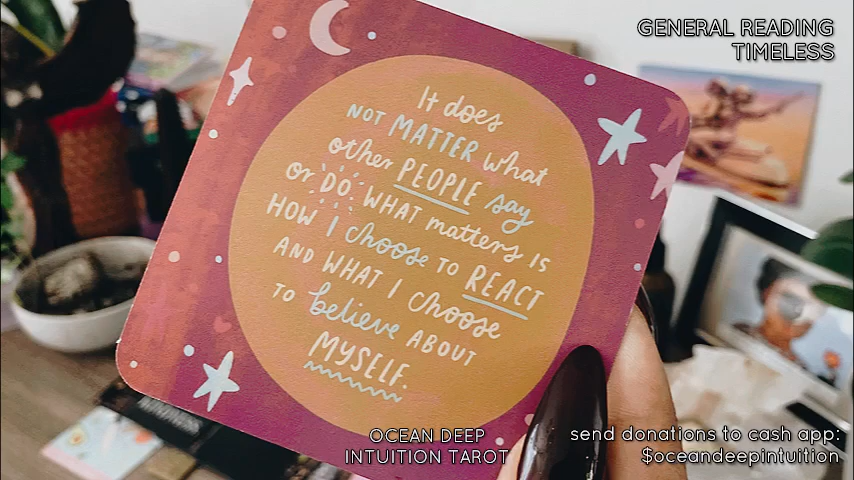 GENERAL READING
TIMELESS
It does
NOT MATTER what
other PEOPLE say
or DO. WHAT matters is
HOW I choose to REACT
AND WHAT I choose
TO believe ABOUT
MYSELF.
OCEAN DEEP
INTUITION TAROT
send donations to cash app:
$oceandeepintuition